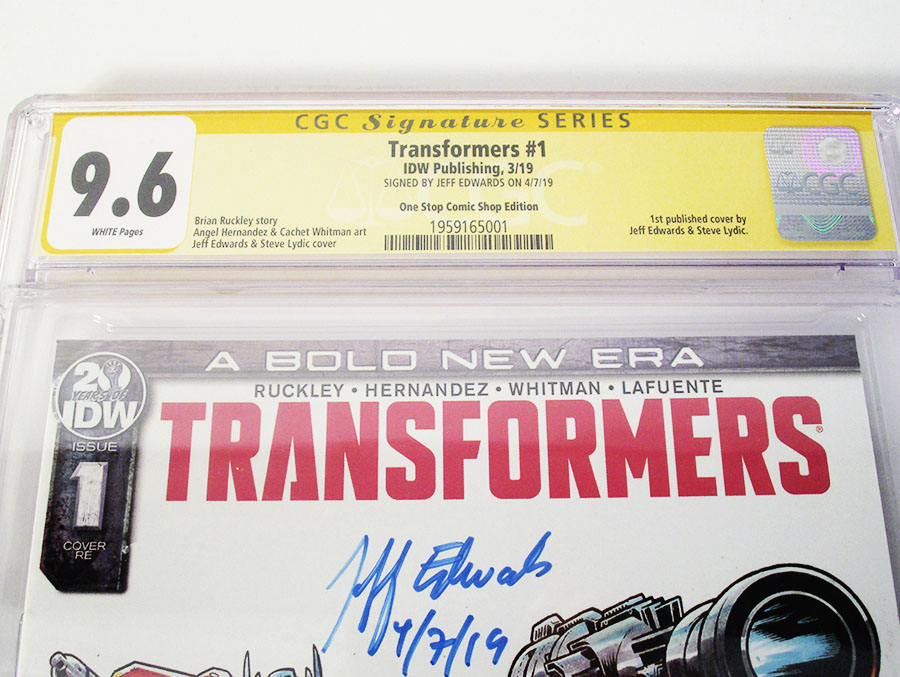 CGC Signature SERIES
Transformers #1
IDW Publishing, 3/19
SIGNED BY JEFF EDWARDS ON 4/7/19
One Stop Comic Shop Edition
9.6
WHITE Pages
Brian Ruckley story
Angel Hernandez & Cachet Whitman art
Jeff Edwards & Steve Lydic cover
1959165001
1st published cover by
Jeff Edwards & Steve Lydic.
CGC
A BOLD NEW ERA
RUCKLEY • HERNANDEZ • WHITMAN • LAFUENTE
TRANSFORMERS®
20
YEARS OF
IDW
ISSUE
1
COVER
RE
Jeff Edwards
4/7/19